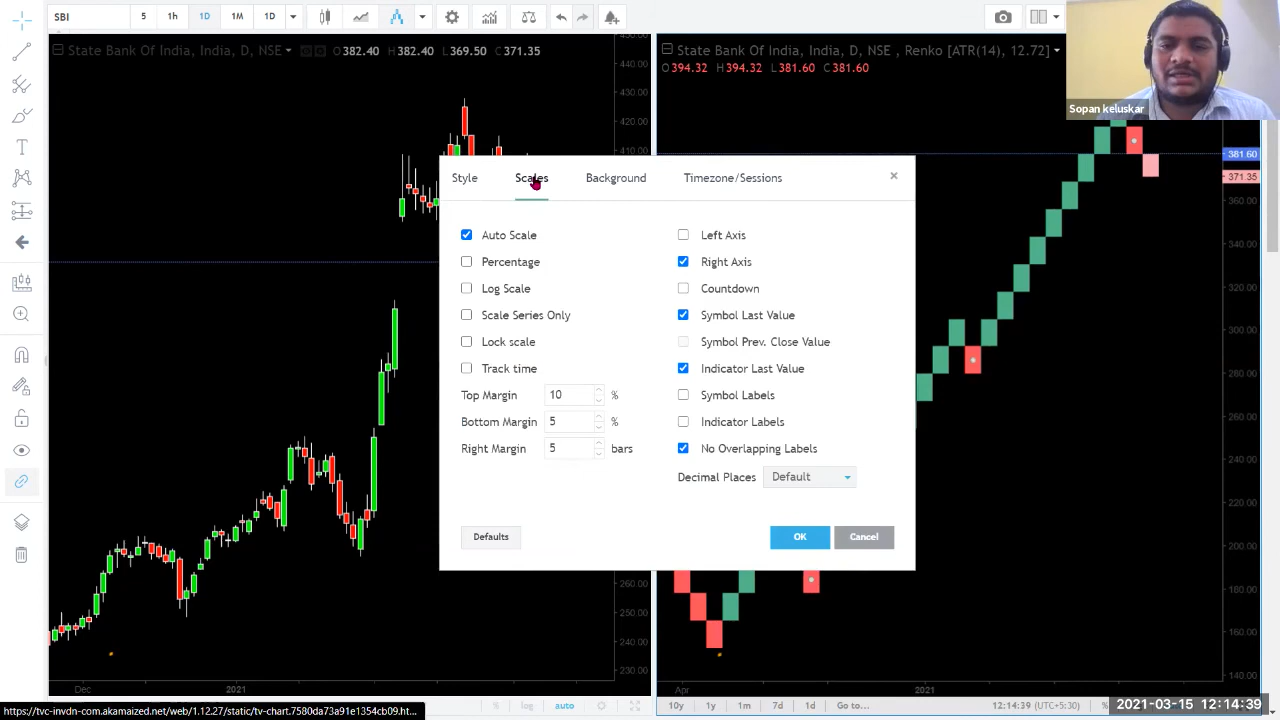 SBI 5 1h 1D 1M 1D
State Bank Of India, India, D, NSE O382.40 H382.40 L369.50 C371.35
450.00
440.00
430.00
420.00
410.00
260.00
250.00
240.00
230.00
Dec 2021
State Bank Of India, India, D, NSE , Renko [ATR(14), 12.72]
O394.32 H394.32 L381.60 C381.60
Sopan keluskar
381.60
371.35
360.00
340.00
320.00
300.00
280.00
260.00
240.00
220.00
200.00
180.00
160.00
140.00
Apr 2021
Style Scales Background Timezone/Sessions ×
Auto Scale
Percentage
Log Scale
Scale Series Only
Lock scale
Track time
Top Margin 10 %
Bottom Margin 5 %
Right Margin 5 bars
Left Axis
Right Axis
Countdown
Symbol Last Value
Symbol Prev. Close Value
Indicator Last Value
Symbol Labels
Indicator Labels
No Overlapping Labels
Decimal Places Default
Defaults OK Cancel
https://tvc-invdn-com.akamaized.net/web/1.12.27/static/tv-chart.7580da73a91e1354cb09.ht...
% log auto
10y 1y 1m 7d 1d Go to...
12:14:39 (UTC+5:30)
2021-03-15 12:14:39